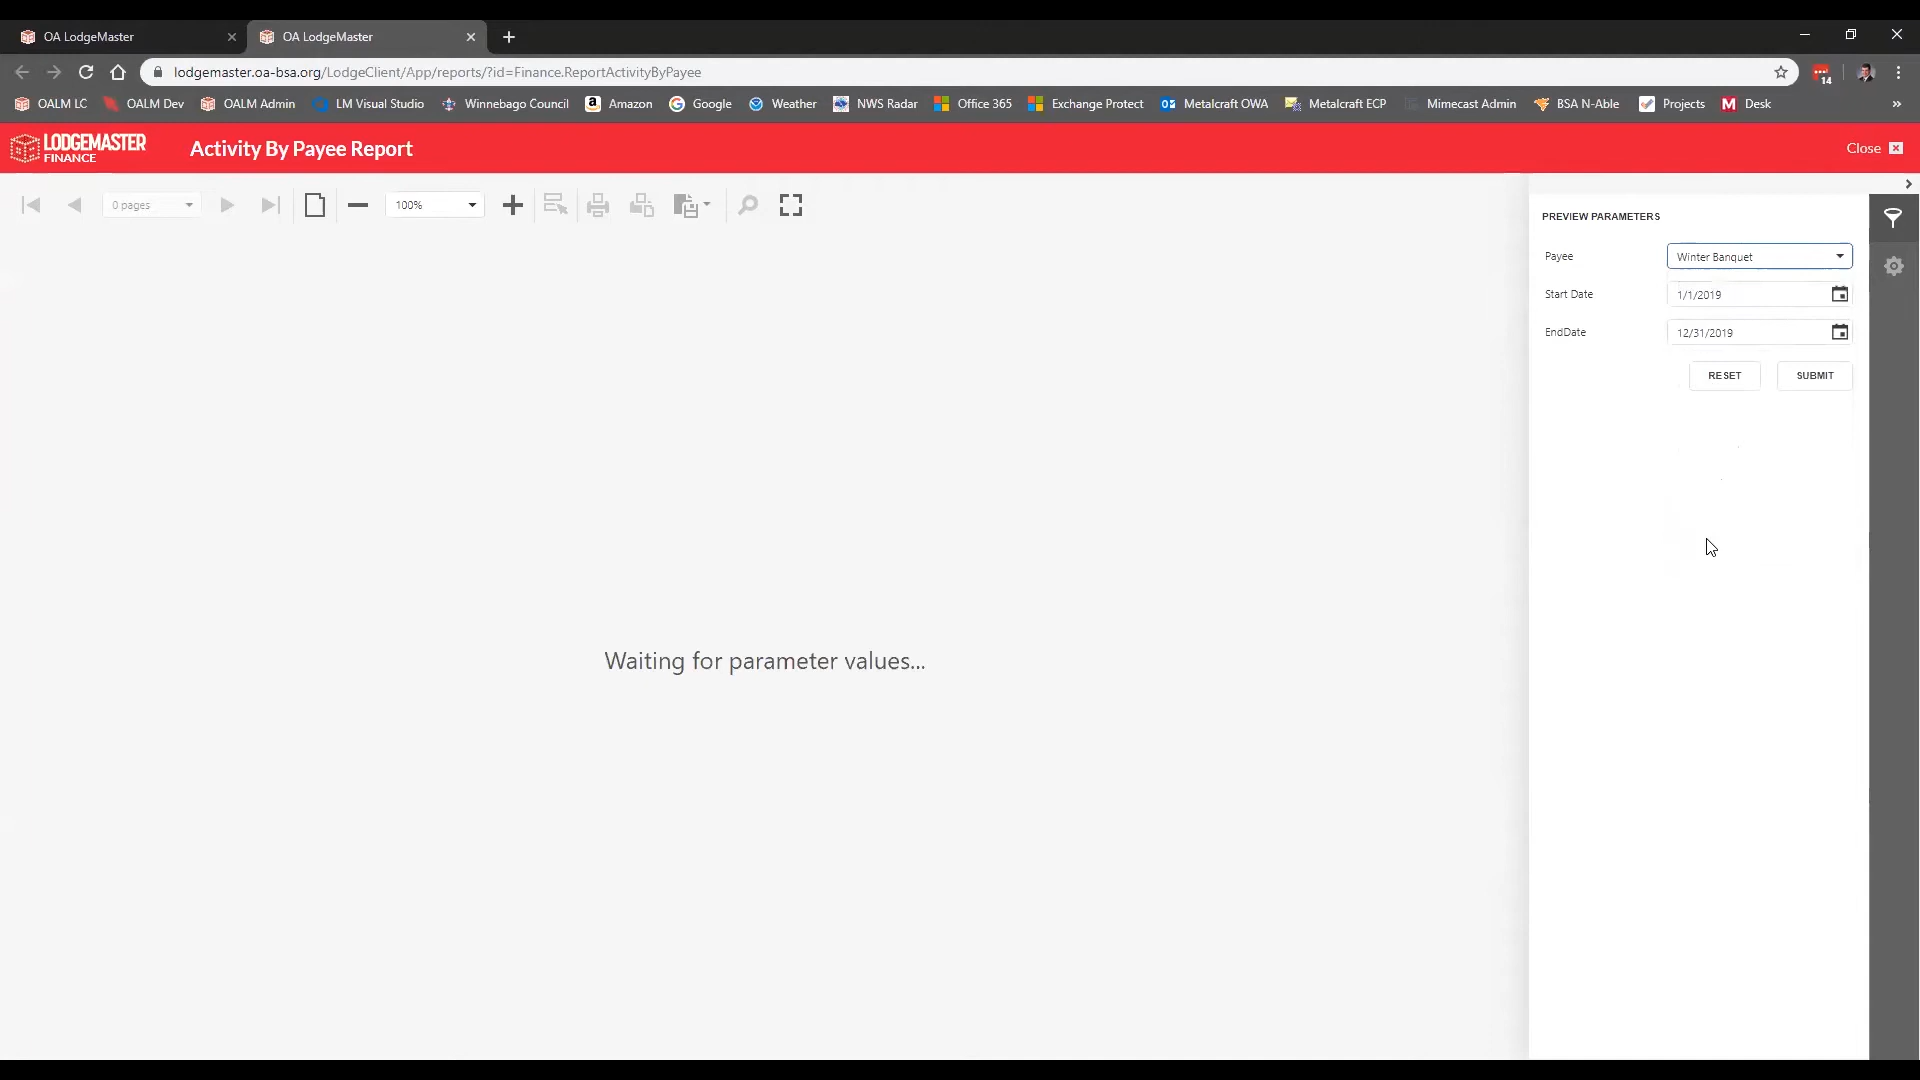 OA LodgeMaster
OA LodgeMaster
lodgemaster.oa-bsa.org/LodgeClient/App/reports/?id=Finance.ReportActivityByPayee
14
OALM LC OALM Dev OALM Admin LM Visual Studio Winnebago Council Amazon Google Weather NWS Radar Office 365 Exchange Protect Metalcraft OWA Metalcraft ECP Mimecast Admin BSA N-Able Projects Desk
LODGEMASTER
FINANCE
Activity By Payee Report
Close
0 pages
100%
PREVIEW PARAMETERS
Payee Winter Banquet
Start Date 1/1/2019
EndDate 12/31/2019
RESET SUBMIT
Waiting for parameter values...